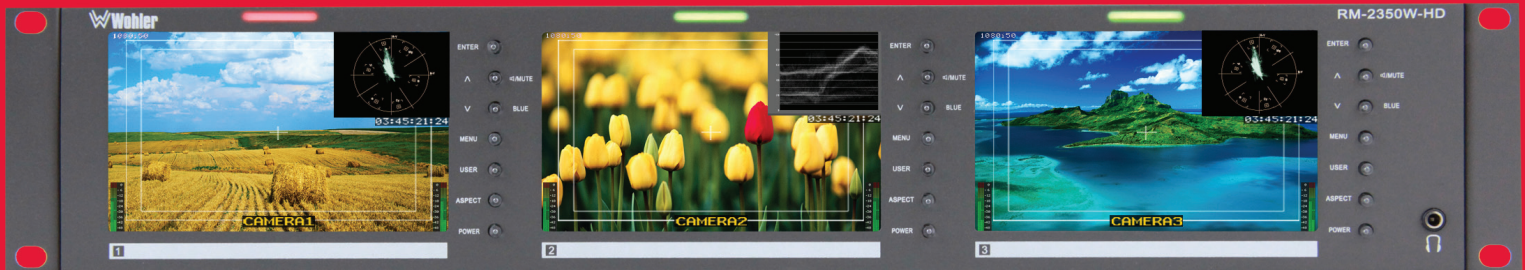 Wohler
RM-2350W-HD
1080:50
03:45:21:24
CAMERA1
1
ENTER
∧
/MUTE
∨
BLUE
MENU
USER
ASPECT
POWER
03:45:21:24
CAMERA2
2
ENTER
∧
/MUTE
∨
BLUE
MENU
USER
ASPECT
POWER
1080:50
03:45:21:24
CAMERA3
3
ENTER
∧
/MUTE
∨
BLUE
MENU
USER
ASPECT
POWER